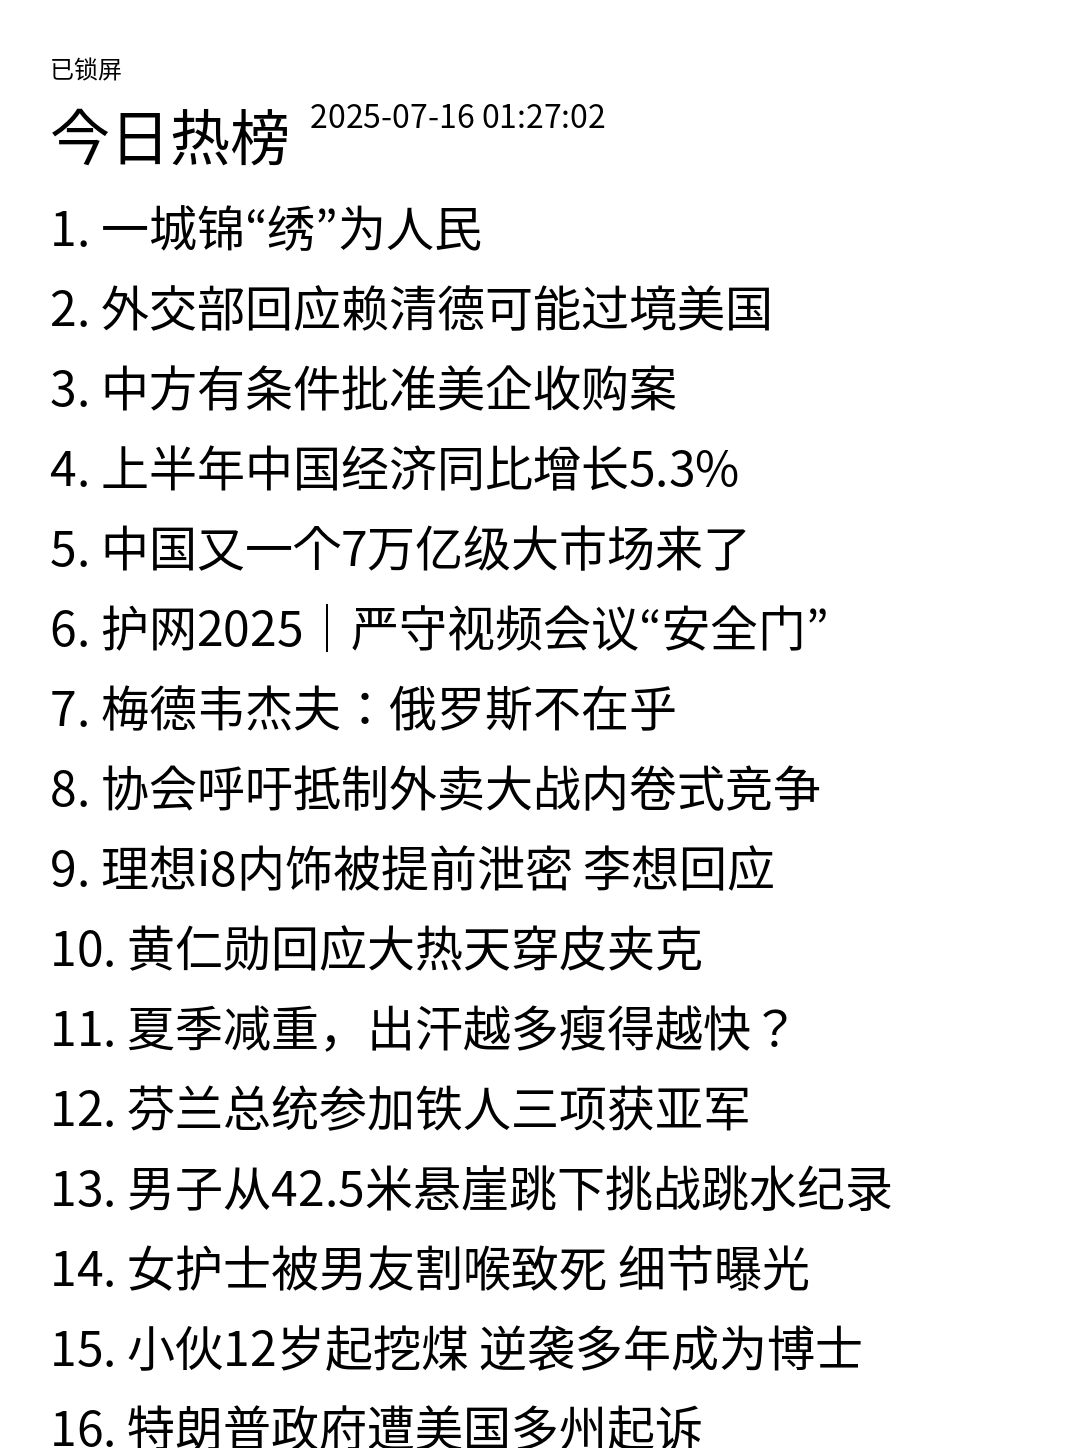 已锁屏
今日热榜 2025-07-16 01:27:02
1. 一城锦“绣”为人民
2. 外交部回应赖清德可能过境美国
3. 中方有条件批准美企收购案
4. 上半年中国经济同比增长5.3%
5. 中国又一个7万亿级大市场来了
6. 护网2025｜严守视频会议“安全门”
7. 梅德韦杰夫：俄罗斯不在乎
8. 协会呼吁抵制外卖大战内卷式竞争
9. 理想i8内饰被提前泄密 李想回应
10. 黄仁勋回应大热天穿皮夹克
11. 夏季减重，出汗越多瘦得越快？
12. 芬兰总统参加铁人三项获亚军
13. 男子从42.5米悬崖跳下挑战跳水纪录
14. 女护士被男友割喉致死 细节曝光
15. 小伙12岁起挖煤 逆袭多年成为博士
16. 特朗普政府遭美国多州起诉